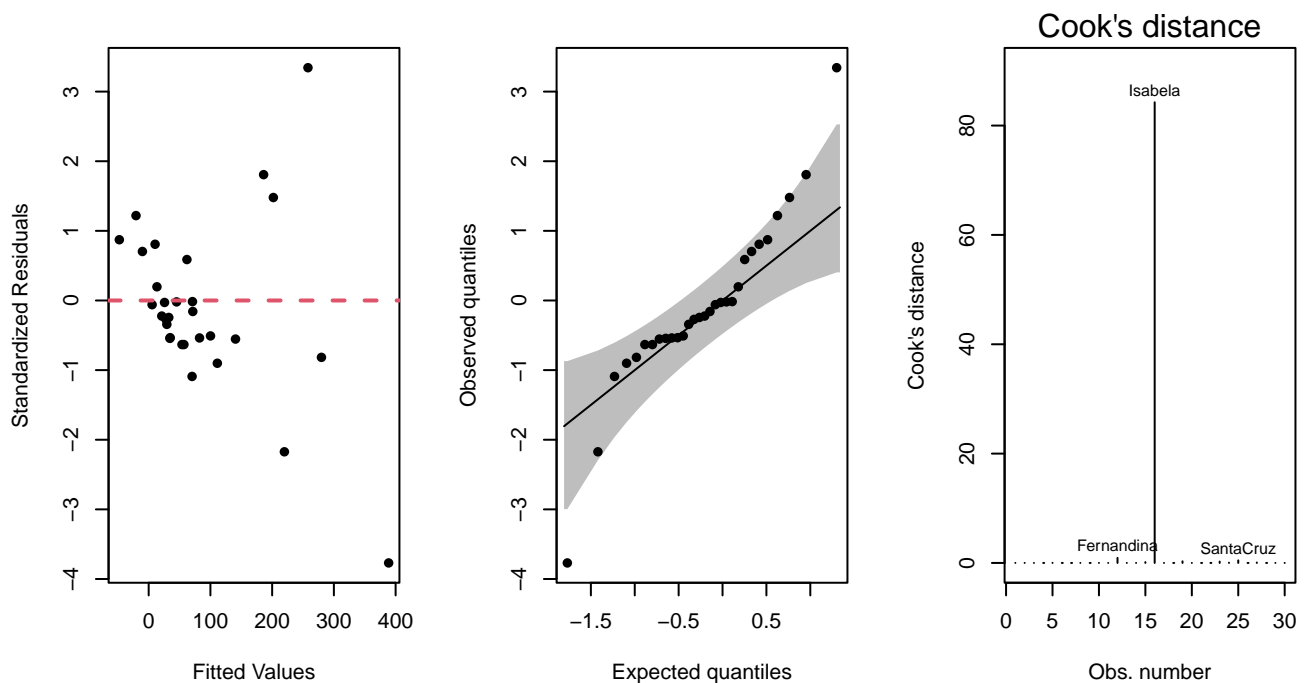 Standardized Residuals
3
2
1
0
−1
−2
−3
−4
0 100 200 300 400
Fitted Values
Observed quantiles
3
2
1
0
−1
−2
−3
−4
−1.5 −0.5 0.5
Expected quantiles
Cook's distance
Cook's distance
80
60
40
20
0
Isabela
Fernandina
SantaCruz
0 5 10 15 20 25 30
Obs. number